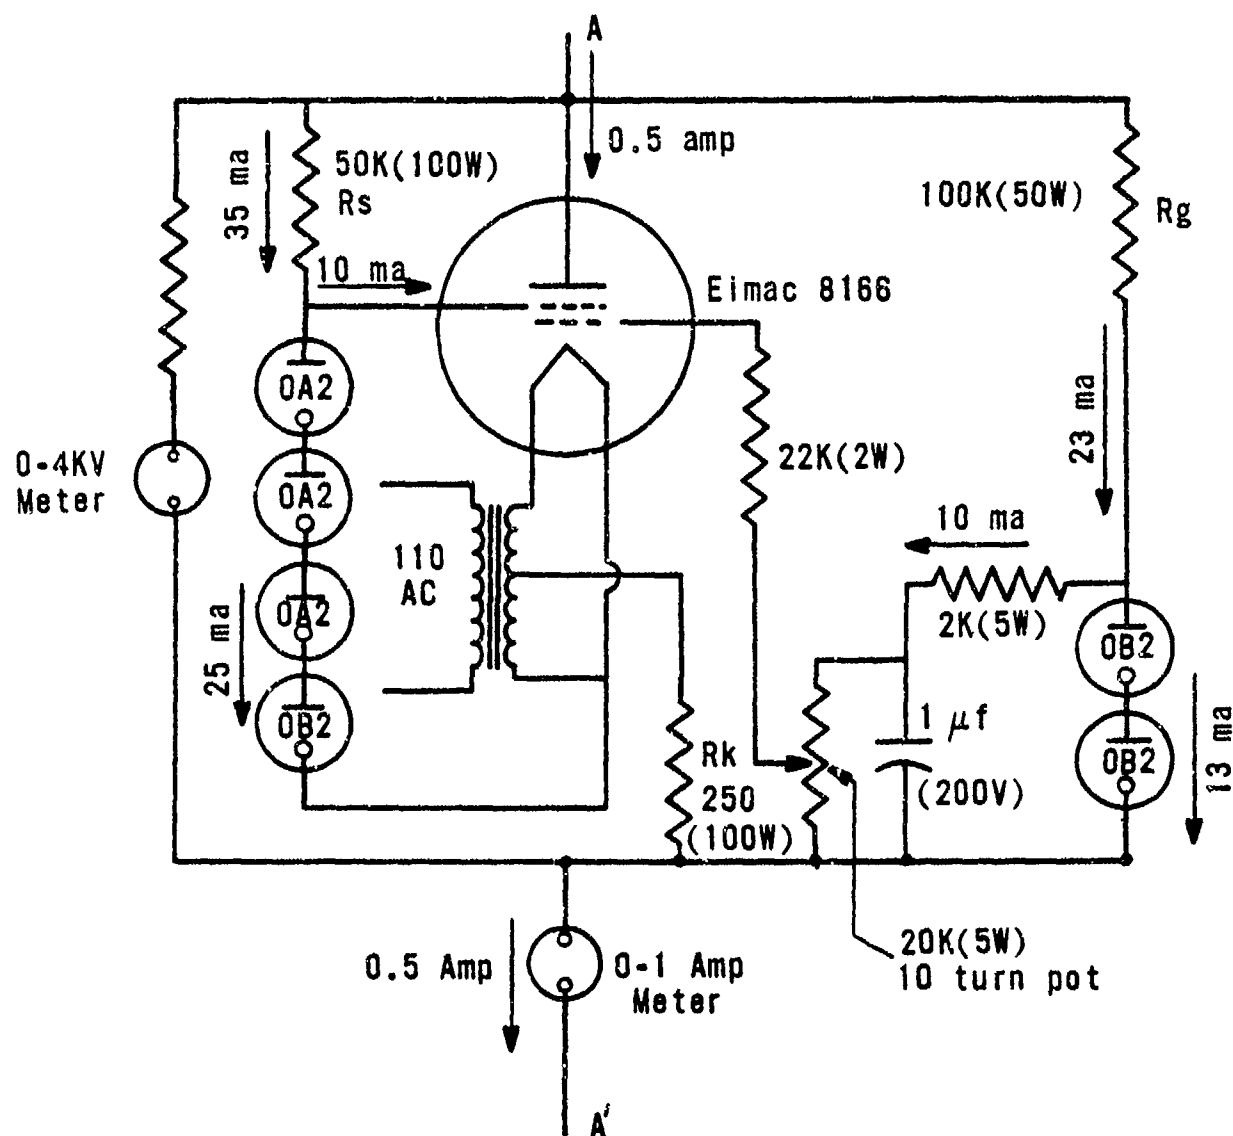 A
0.5 amp
35 ma
50K(100W)
Rs
100K(50W)
Rg
10 ma
Eimac 8166
0A2
0-4KV
Meter
0A2
22K(2W)
23 ma
10 ma
110
AC
2K(5W)
0A2
25 ma
0B2
0B2
1 μf
(200V)
Rk
250
(100W)
0B2
13 ma
0.5 Amp
0-1 Amp
Meter
20K(5W)
10 turn pot
A'